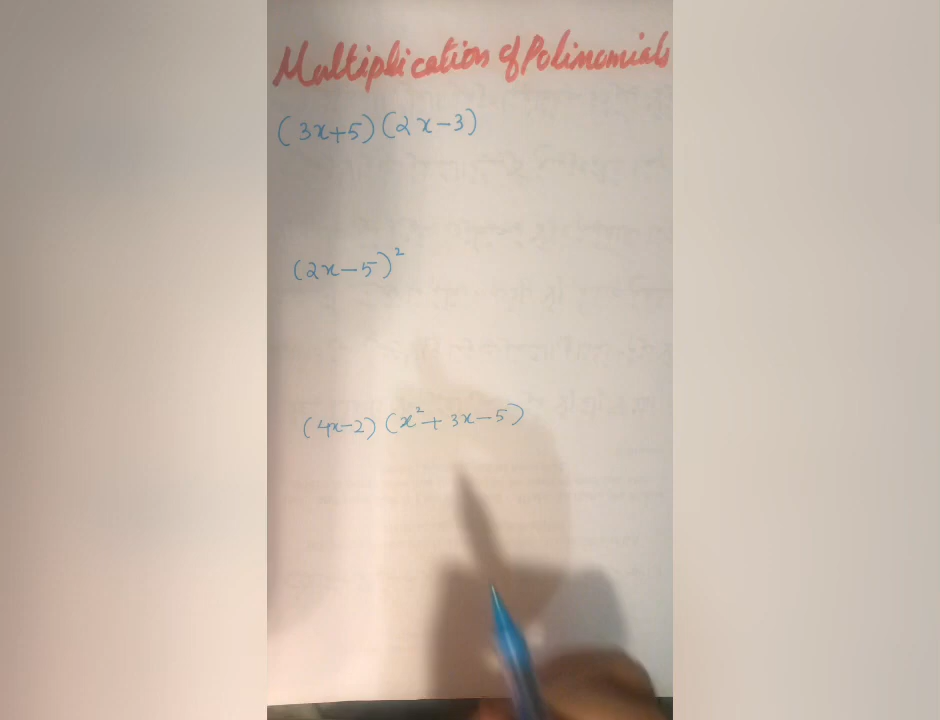 Multiplication of Polinomials
(3x+5)(2x-3)
(2x-5)²
(4x-2)(x²+3x-5)